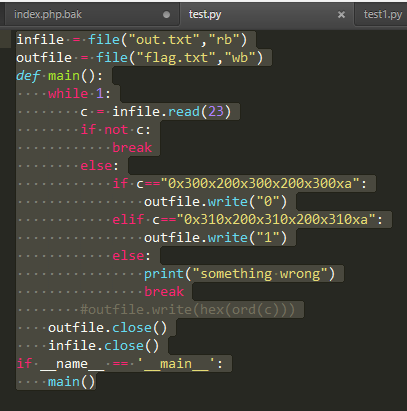 index.php.bak
test.py
test1.py
infile = file("out.txt","rb")
outfile = file("flag.txt","wb")
def main():
    while 1:
        c = infile.read(23)
        if not c:
            break
        else:
            if c=="0x300x200x300x200x300xa":
                outfile.write("0")
            elif c=="0x310x200x310x200x310xa":
                outfile.write("1")
            else:
                print("something wrong")
                break
        #outfile.write(hex(ord(c)))
    outfile.close()
    infile.close()
if __name__ == '__main__':
    main()